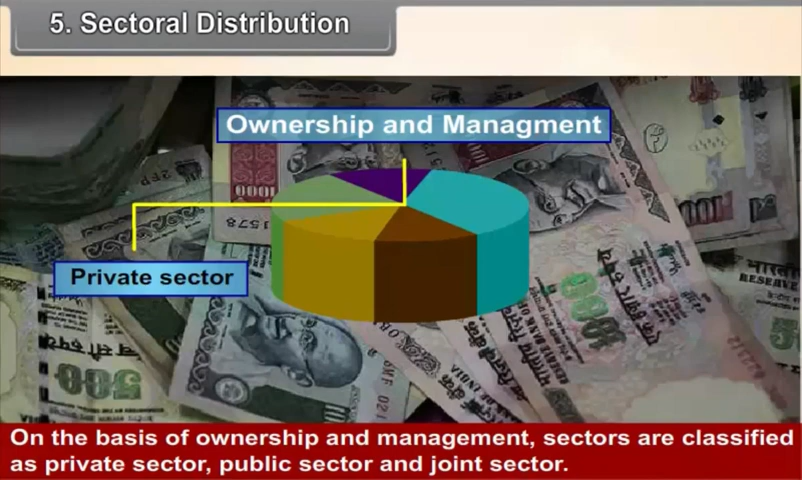 5. Sectoral Distribution
Ownership and Managment
Private sector
On the basis of ownership and management, sectors are classified
as private sector, public sector and joint sector.